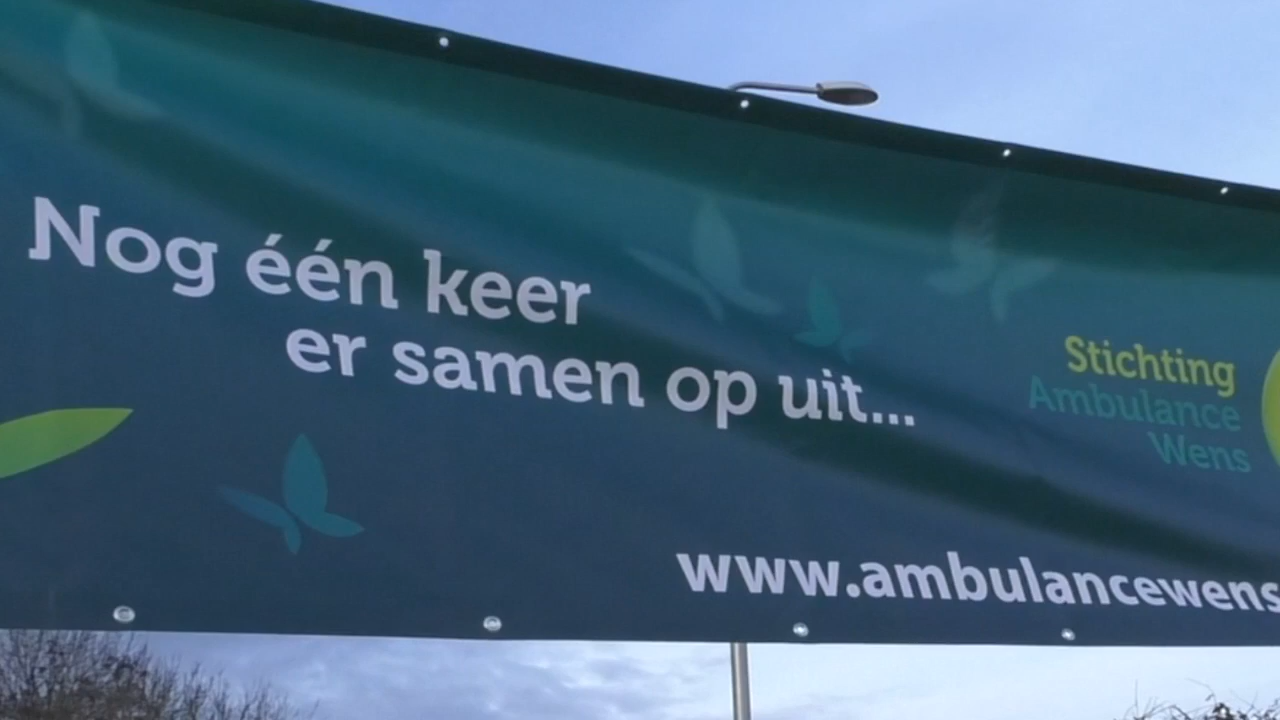 Nog één keer
er samen op uit...
Stichting
Ambulance
Wens
www.ambulancewens